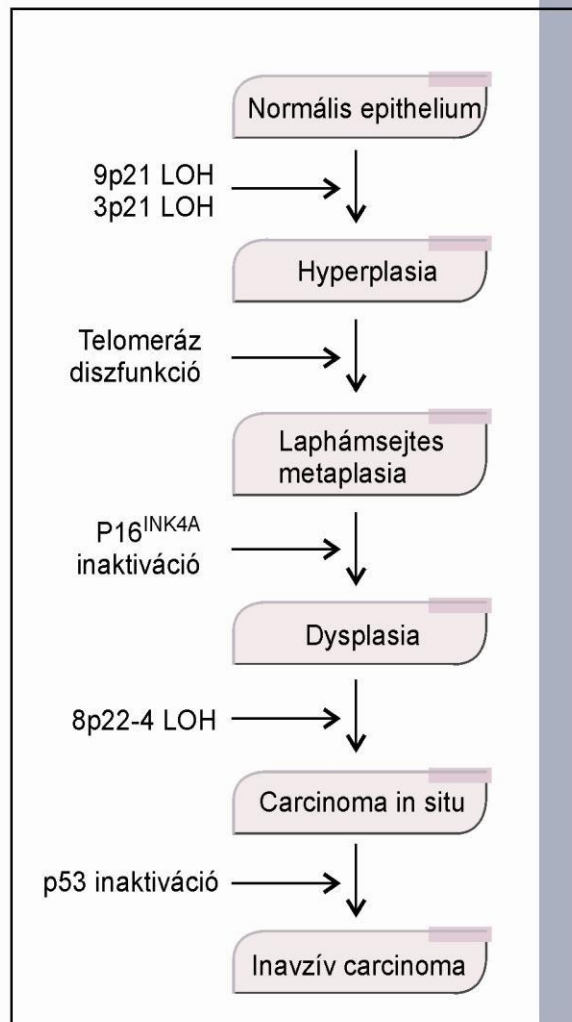 Normális epithelium
9p21 LOH
3p21 LOH
Hyperplasia
Telomeráz
diszfunkció
Laphámsejtes
metaplasia
P16INK4A
inaktiváció
Dysplasia
8p22-4 LOH
Carcinoma in situ
p53 inaktiváció
Inavzív carcinoma